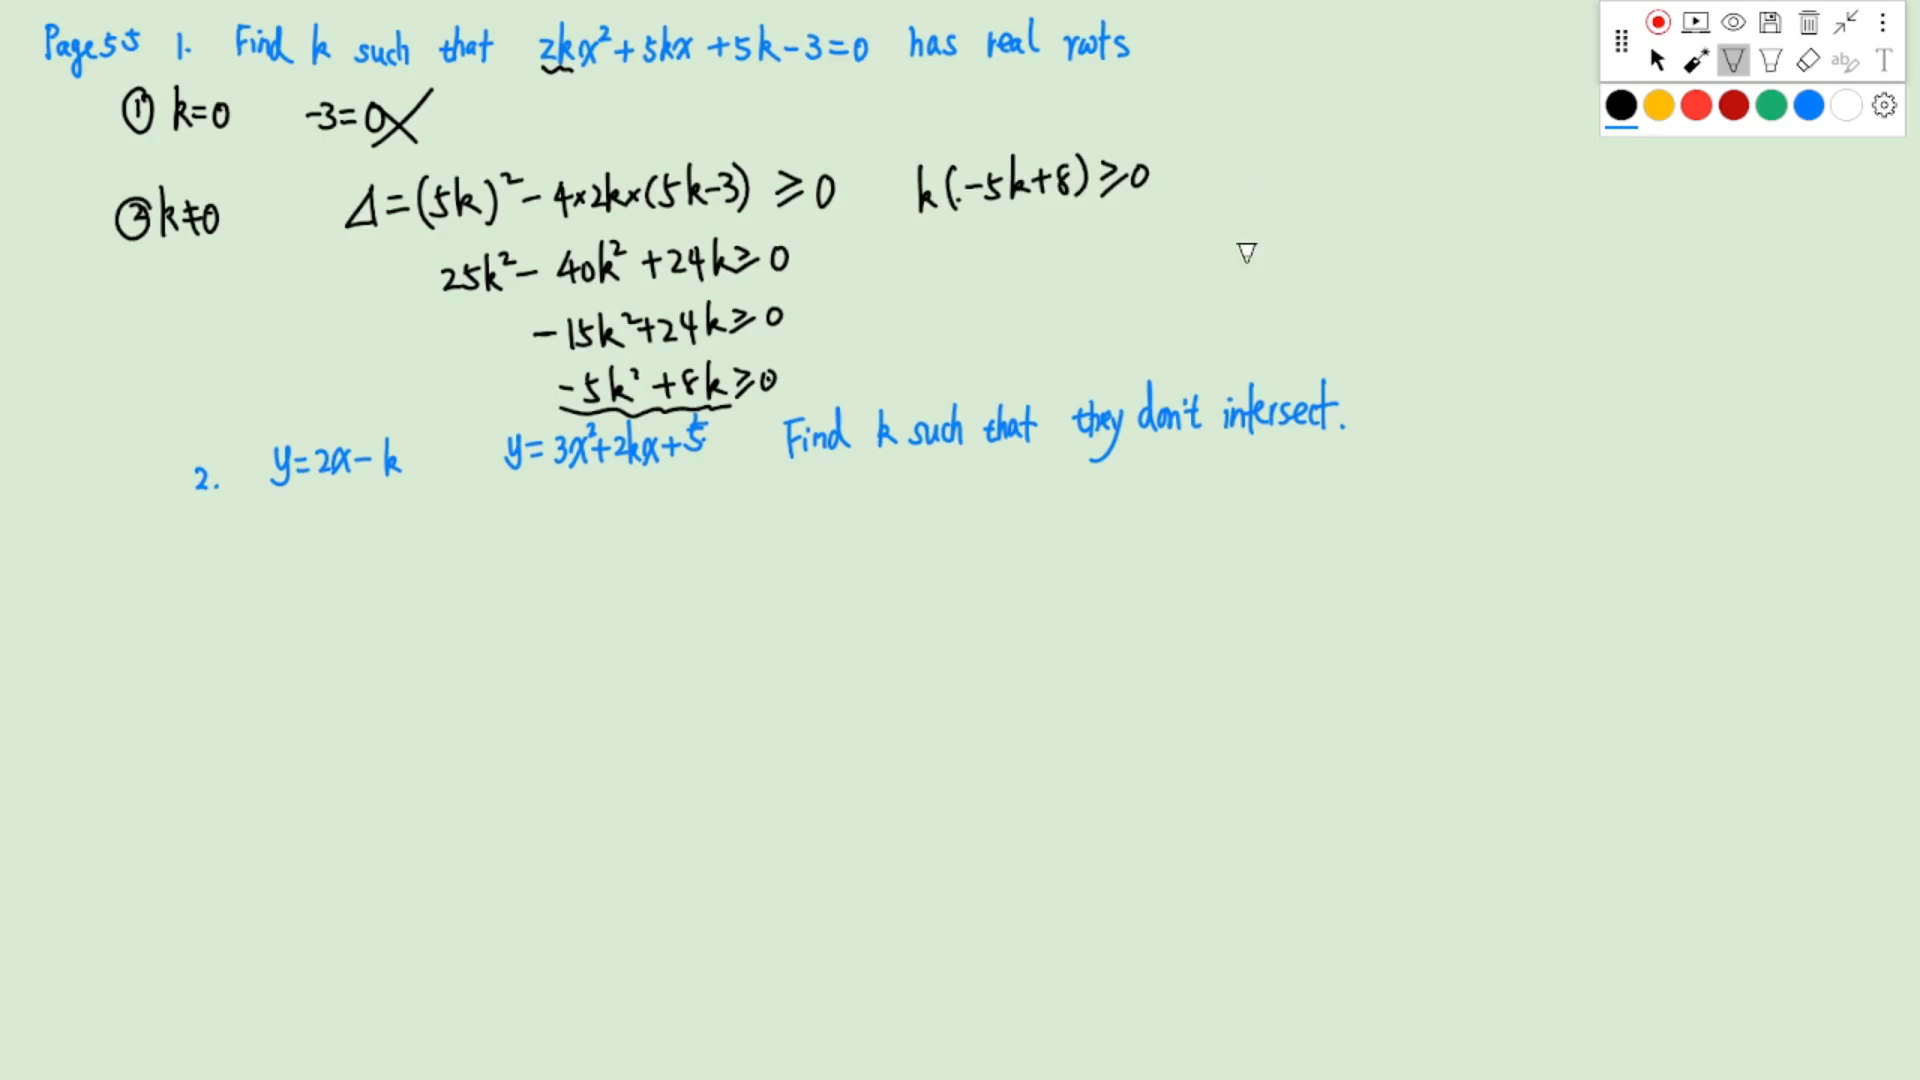 Page 55 1. Find k such that 2kx²+5kx+5k-3=0 has real roots
① k=0 -3=0
② k≠0 Δ=(5k)²-4×2k×(5k-3)≥0 k(-5k+8)≥0
25k²-40k²+24k≥0
-15k²+24k≥0
-5k²+8k≥0
2. y=2x-k y=3x²+2kx+5 Find k such that they don't intersect.